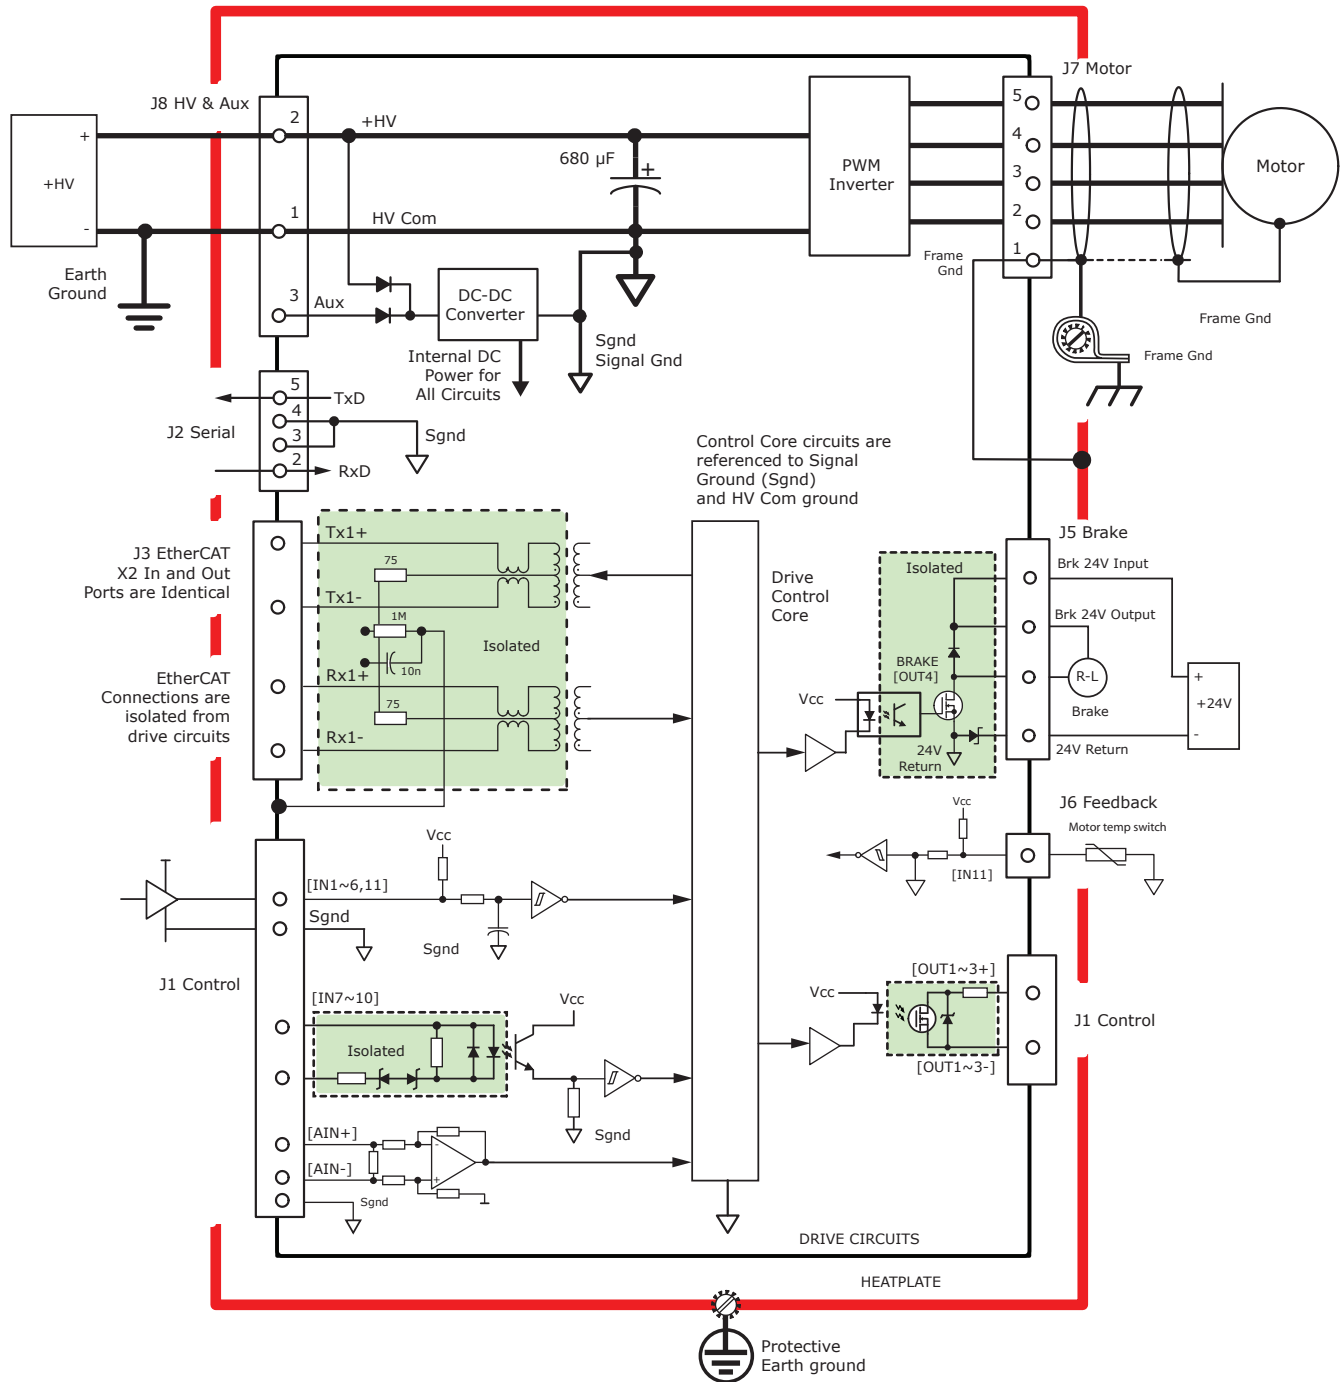 J7 Motor
J8 HV & Aux
5
2
+HV
+
4
680 µF
+
PWM
Inverter
Motor
+HV
3
1
HV Com
2
-
1
Frame
Gnd
Earth
Ground
3
Aux
DC-DC
Converter
Frame Gnd
Sgnd
Signal Gnd
Internal DC
Power for
All Circuits
Frame Gnd
5
TxD
4
J2 Serial
3
Sgnd
2
RxD
Control Core circuits are
referenced to Signal
Ground (Sgnd)
and HV Com ground
Tx1+
J5 Brake
J3 EtherCAT
X2 In and Out
Ports are Identical
75
Isolated
Brk 24V Input
Drive
Control
Core
Tx1-
1M
Brk 24V Output
Isolated
10n
Rx1+
BRAKE
[OUT4]
EtherCAT
Connections are
isolated from
drive circuits
R-L
+
+24V
-
Vcc
75
Brake
Rx1-
24V
Return
24V Return
J6 Feedback
Vcc
Motor temp switch
Vcc
[IN11]
[IN1~6,11]
Sgnd
Sgnd
J1 Control
[OUT1~3+]
[IN7~10]
Vcc
Vcc
J1 Control
Isolated
[OUT1~3-]
[AIN+]
Sgnd
-
[AIN-]
+
Sgnd
DRIVE CIRCUITS
HEATPLATE
Protective
Earth ground